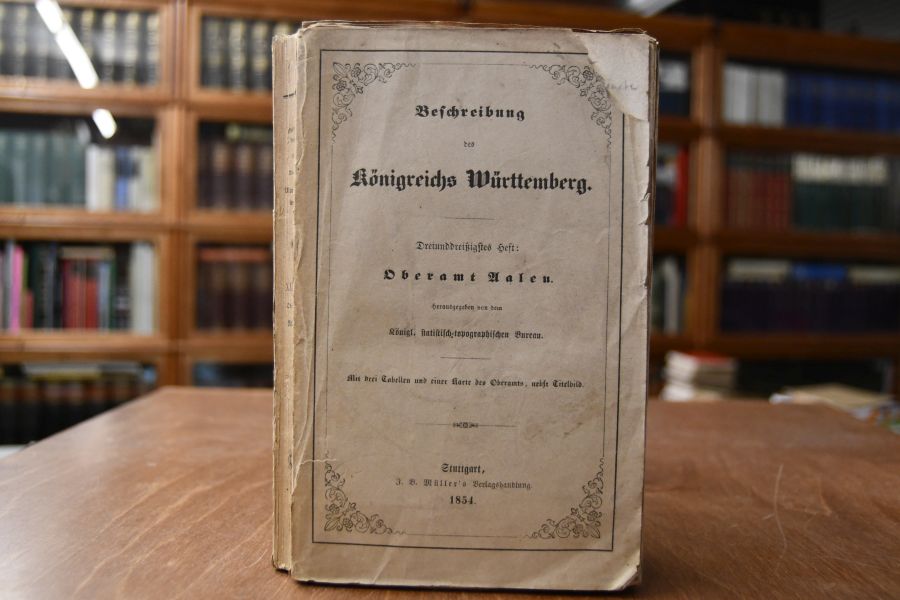 Beschreibung
des
Königreichs Württemberg.
Dreiunddreißigstes Heft:
Oberamt Aalen.
Herausgegeben von dem
Königl. statistisch-topographischen Bureau.
Mit drei Tabellen und einer Karte des Oberamts, nebst Titelbild.
Stuttgart,
J. B. Müller's Verlagshandlung
1854.